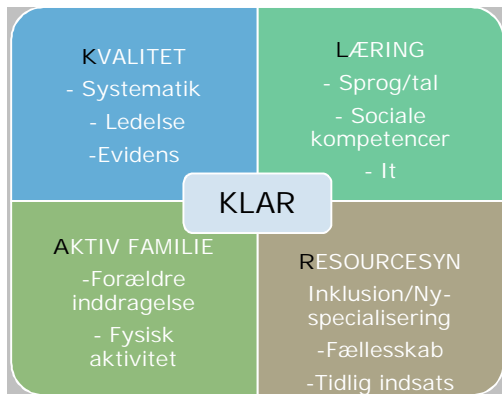 KVALITET
- Systematik
- Ledelse
-Evidens
LÆRING
- Sprog/tal
- Sociale
kompetencer
- It
KLAR
AKTIV FAMILIE
-Forældre
inddragelse
- Fysisk
aktivitet
RESOURCESYN
Inklusion/Ny-
specialisering
-Fællesskab
-Tidlig indsats